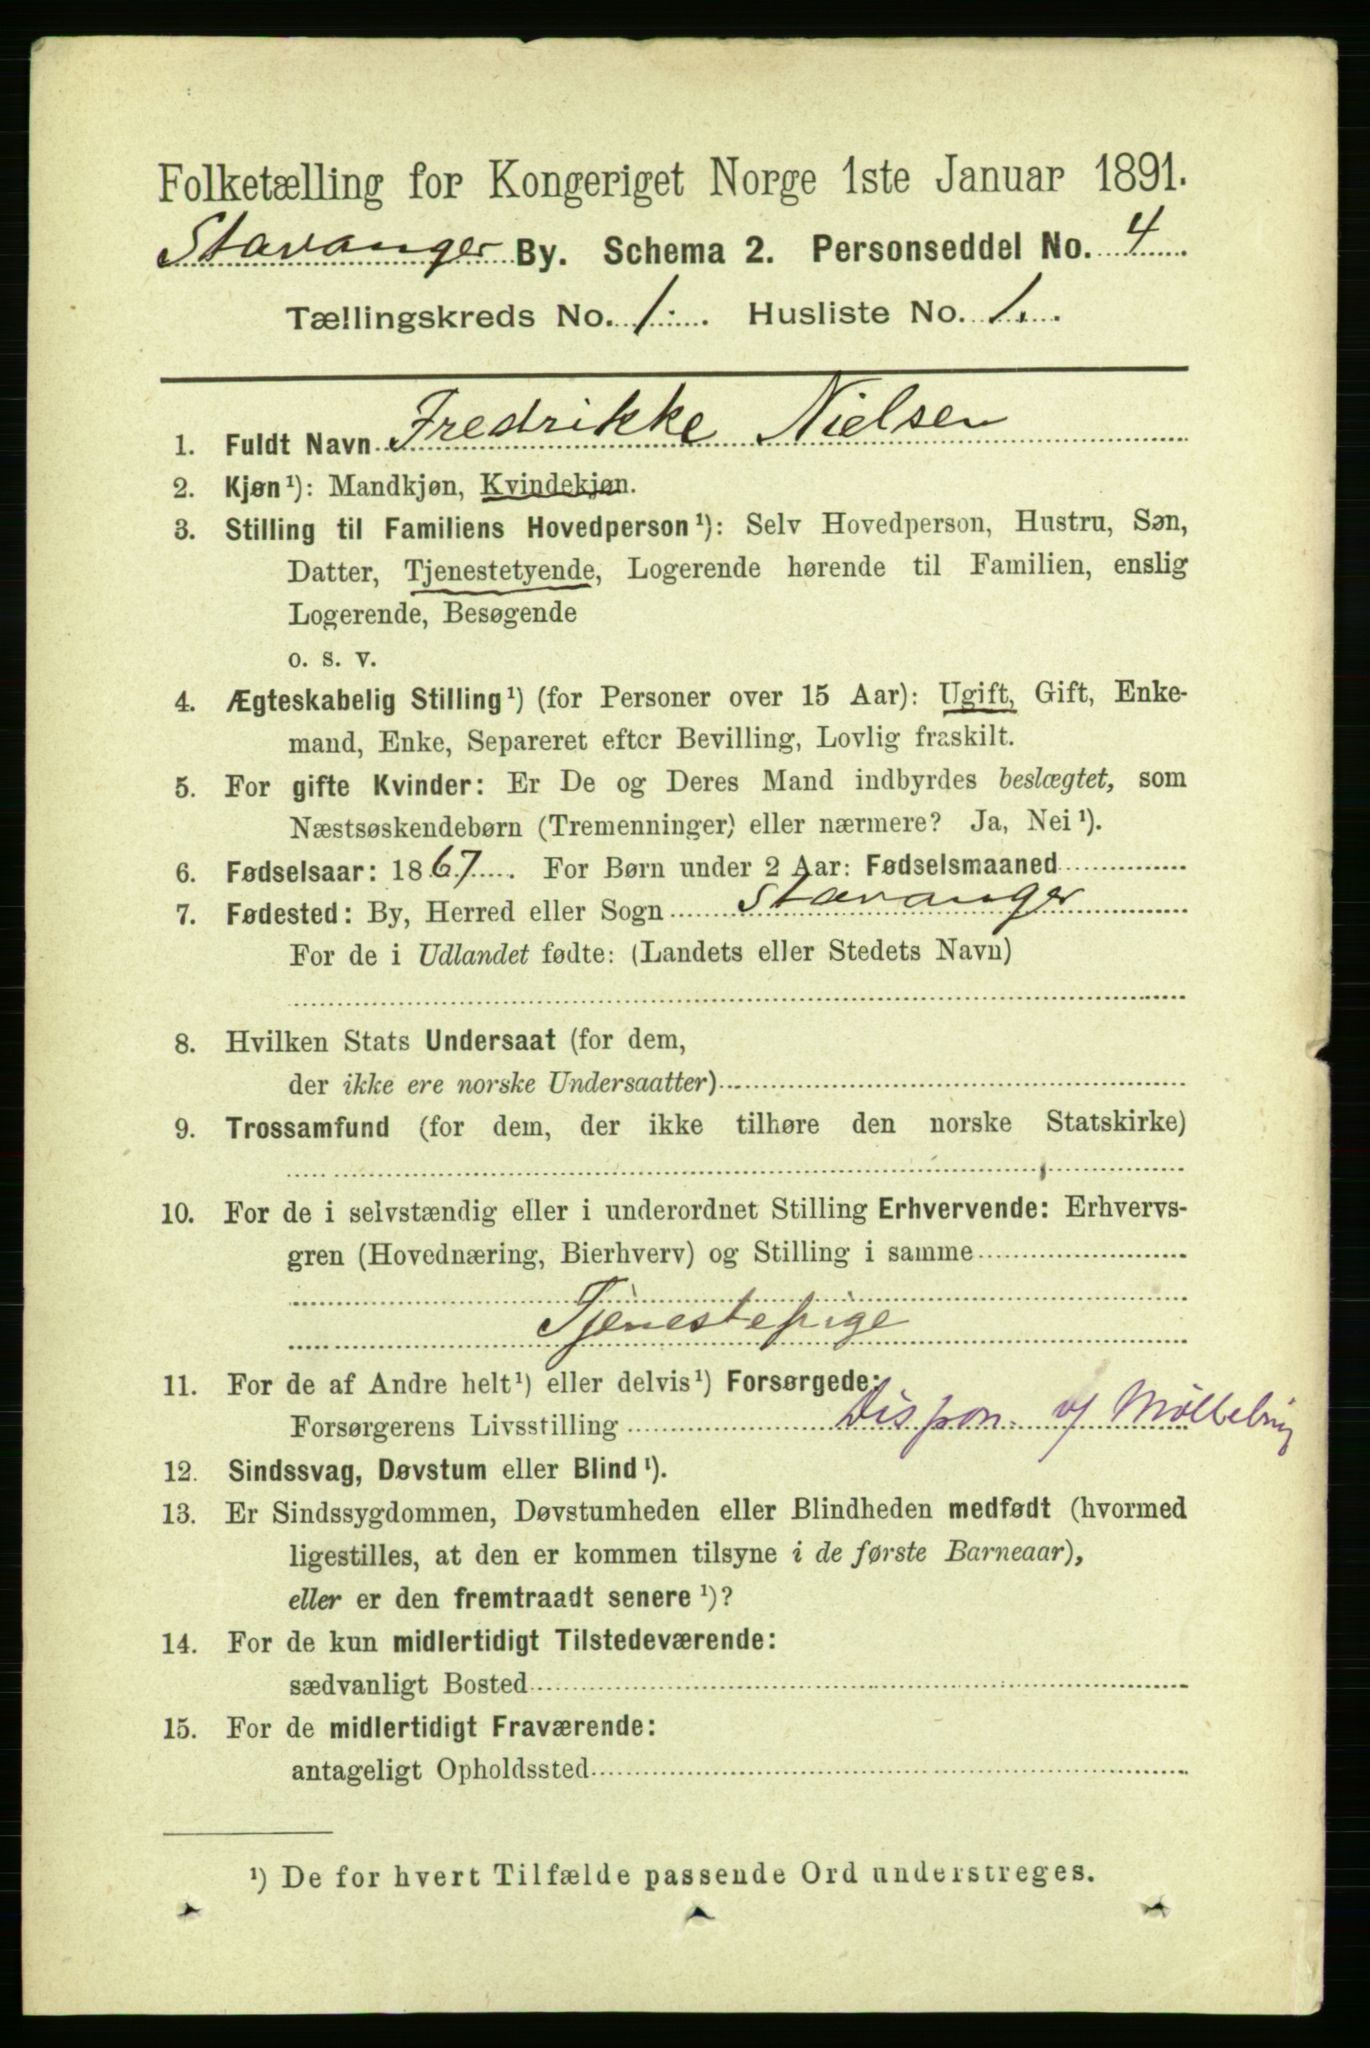 Folketælling for Kongeriget Norge 1ste Januar 1891.
Stavanger By. Schema 2. Personseddel No. 4
Tællingskreds No. 1. Husliste No. 1.
1. Fuldt Navn Fredrikke Nielsen
2. Kjøn¹): Mandkjøn, Kvindekjøn.
3. Stilling til Familiens Hovedperson¹): Selv Hovedperson, Hustru, Søn,
Datter, Tjenestetyende, Logerende hørende til Familien, enslig
Logerende, Besøgende
o. s. v.
4. Ægteskabelig Stilling¹) (for Personer over 15 Aar): Ugift, Gift, Enke-
mand, Enke, Separeret efter Bevilling, Lovlig fraskilt.
5. For gifte Kvinder: Er De og Deres Mand indbyrdes beslægtet, som
Næstsøskendebørn (Tremenninger) eller nærmere? Ja, Nei¹).
6. Fødselsaar: 1867. For Børn under 2 Aar: Fødselsmaaned
7. Fødested: By, Herred eller Sogn Stavanger
For de i Udlandet fødte: (Landets eller Stedets Navn)
8. Hvilken Stats Undersaat (for dem,
der ikke ere norske Undersaatter)
9. Trossamfund (for dem, der ikke tilhøre den norske Statskirke)
10. For de i selvstændig eller i underordnet Stilling Erhvervende: Erhvervs-
gren (Hovednæring, Bierhverv) og Stilling i samme
Tjenestepige
11. For de af Andre helt¹) eller delvis¹) Forsørgede:
Forsørgerens Livsstilling Dispon. af
12. Sindssvag, Døvstum eller Blind¹).
13. Er Sindssygdommen, Døvstumheden eller Blindheden medfødt (hvormed
ligestilles, at den er kommen tilsyne i de første Barneaar),
eller er den fremtraadt senere¹)?
14. For de kun midlertidigt Tilstedeværende:
sædvanligt Bosted
15. For de midlertidigt Fraværende:
antageligt Opholdssted
¹) De for hvert Tilfælde passende Ord understreges.